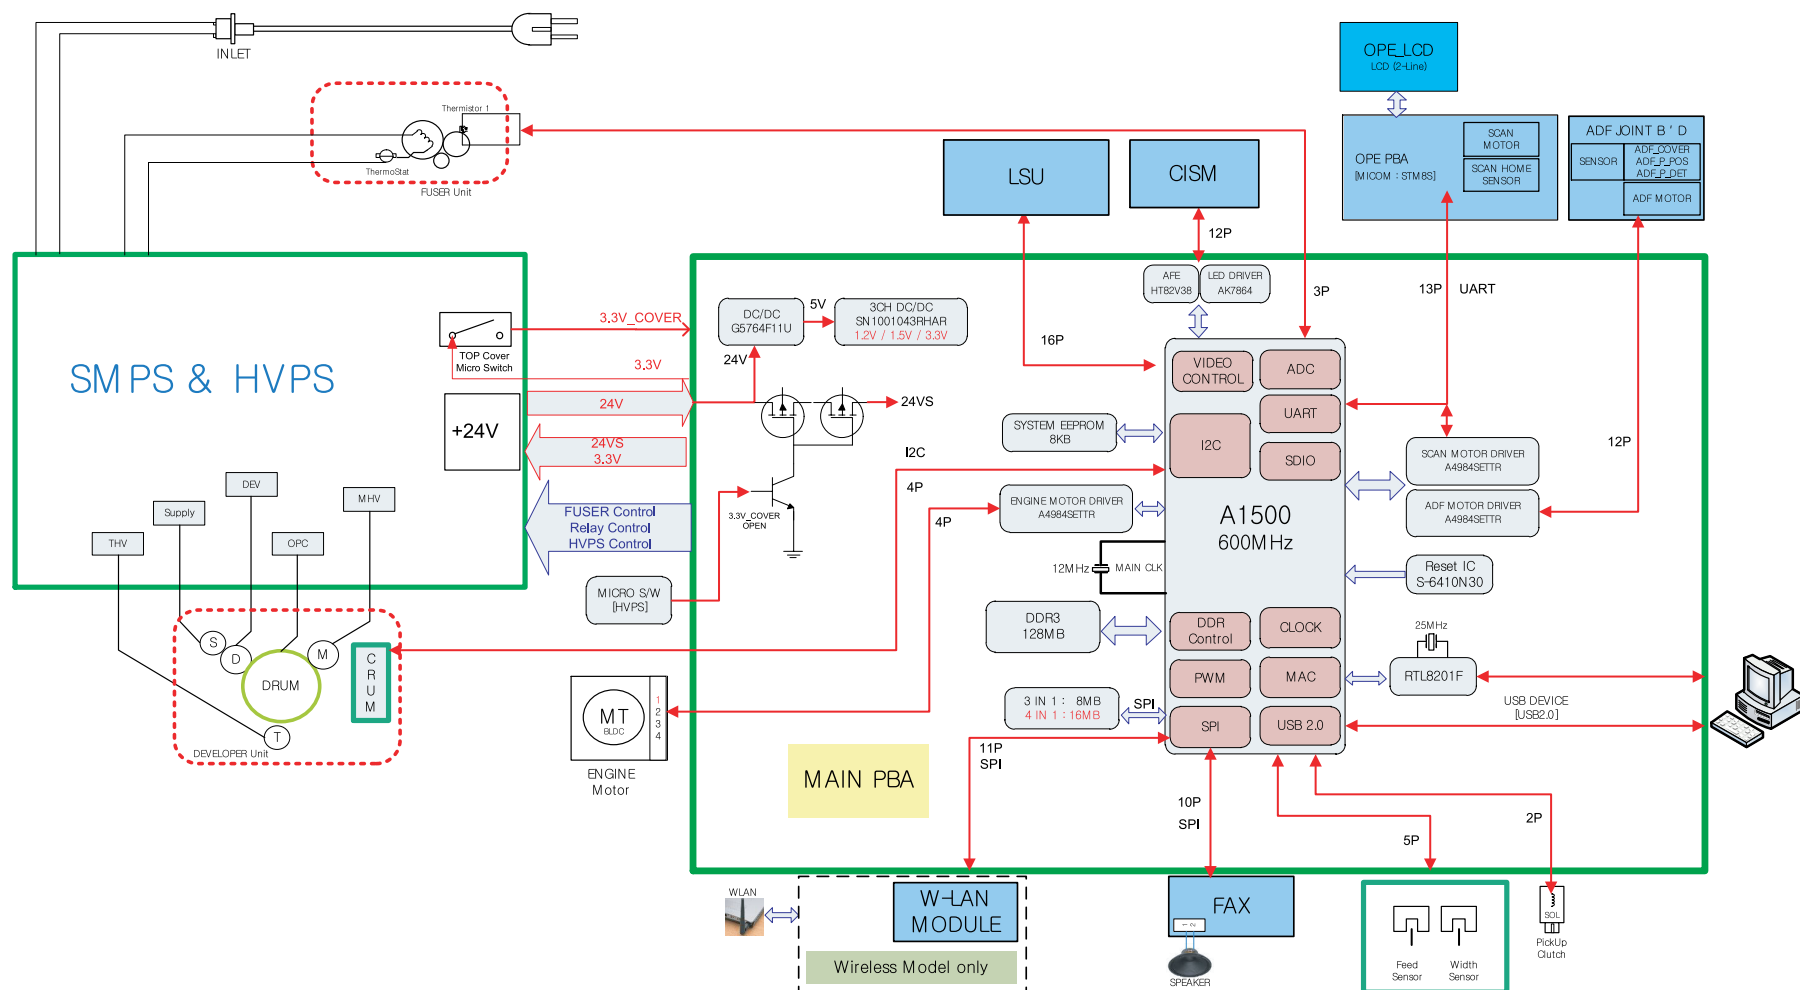 INLET
OPE_LCD
LCD (2-Line)
Thermistor 1
ThermoStat
FUSER Unit
LSU
CISM
OPE PBA
[MICOM : STM8S]
SCAN
MOTOR
SCAN HOME
SENSOR
ADF JOINT B ' D
SENSOR
ADF_COVER
ADF_P_POS
ADF_P_DET
ADF MOTOR
12P
AFE
HT82V38
LED DRIVER
AK7864
3P
13P
UART
16P
12P
SMPS & HVPS
TOP Cover
Micro Switch
+24V
3.3V_COVER
3.3V
24V
24VS
3.3V
FUSER Control
Relay Control
HVPS Control
DC/DC
G5764F11U
5V
3CH DC/DC
SN1001043RHAR
1.2V / 1.5V / 3.3V
24V
24VS
3.3V_COVER
OPEN
MICRO S/W
[HVPS]
I2C
4P
4P
SYSTEM EEPROM
8KB
ENGINE MOTOR DRIVER
A4984SETTR
12MHz
MAIN CLK
DDR3
128MB
3 IN 1 : 8MB
4 IN 1 : 16MB
SPI
VIDEO
CONTROL
ADC
UART
I2C
SDIO
A1500
600MHz
DDR
Control
CLOCK
PWM
MAC
SPI
USB 2.0
SCAN MOTOR DRIVER
A4984SETTR
ADF MOTOR DRIVER
A4984SETTR
Reset IC
S-6410N30
25MHz
RTL8201F
USB DEVICE
[USB2.0]
THV
Supply
DEV
OPC
MHV
S
D
M
DRUM
T
CRUM
DEVELOPER Unit
MT
BLDC
1
2
3
4
ENGINE
Motor
MAIN PBA
11P
SPI
10P
SPI
5P
2P
WLAN
W-LAN
MODULE
Wireless Model only
FAX
1 2
SPEAKER
Feed
Sensor
Width
Sensor
SOL
PickUp
Clutch